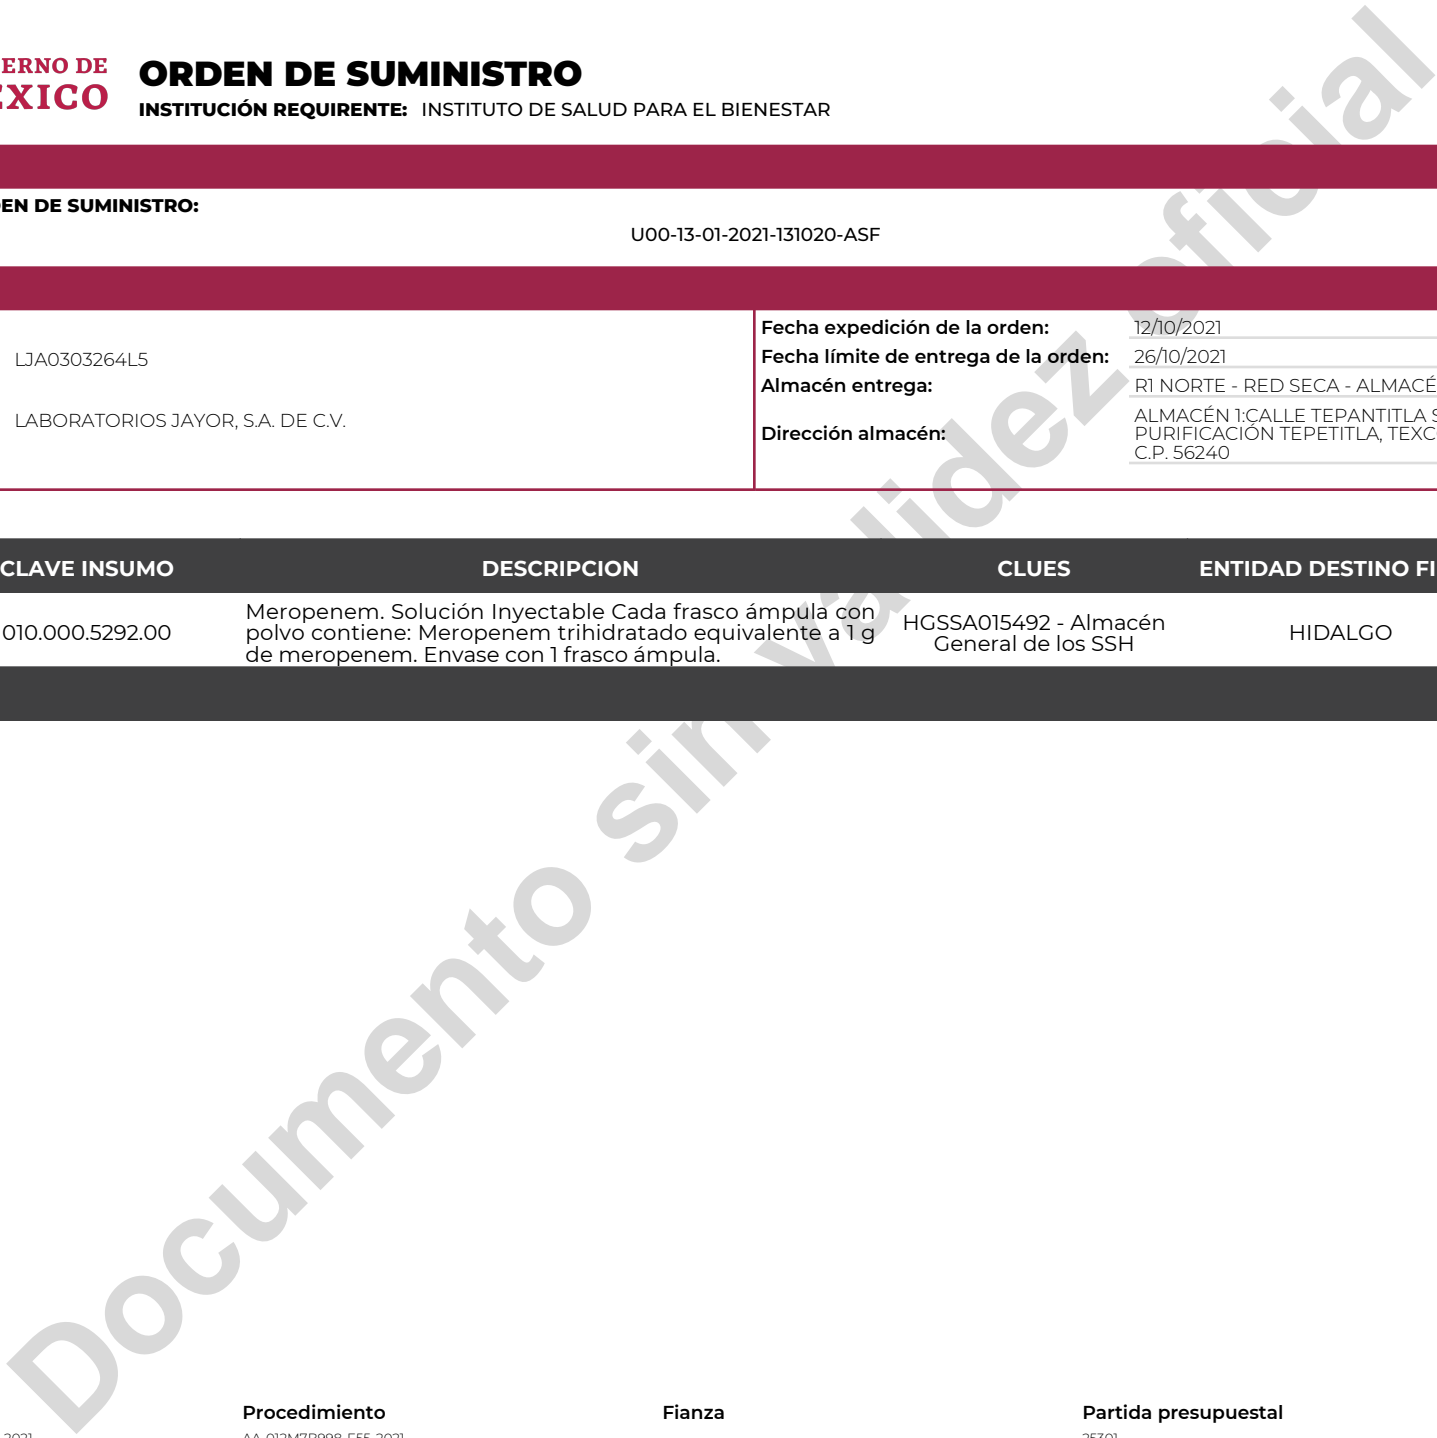 ERNO DE
EXICO
ORDEN DE SUMINISTRO
INSTITUCIÓN REQUIRENTE: INSTITUTO DE SALUD PARA EL BIENESTAR
EN DE SUMINISTRO:
U00-13-01-2021-131020-ASF
LJA0303264L5
LABORATORIOS JAYOR, S.A. DE C.V.
Fecha expedición de la orden: 12/10/2021
Fecha límite de entrega de la orden: 26/10/2021
Almacén entrega: R1 NORTE - RED SECA - ALMACÉ
Dirección almacén:
ALMACÉN 1:CALLE TEPANTITLA S
PURIFICACIÓN TEPETITLA, TEXC
C.P. 56240
CLAVE INSUMO DESCRIPCION CLUES ENTIDAD DESTINO FI
010.000.5292.00
Meropenem. Solución Inyectable Cada frasco ámpula con
polvo contiene: Meropenem trihidratado equivalente a 1 g
de meropenem. Envase con 1 frasco ámpula.
HGSSA015492 - Almacén
General de los SSH
HIDALGO
Documento sin validez oficial
Procedimiento Fianza Partida presupuestal